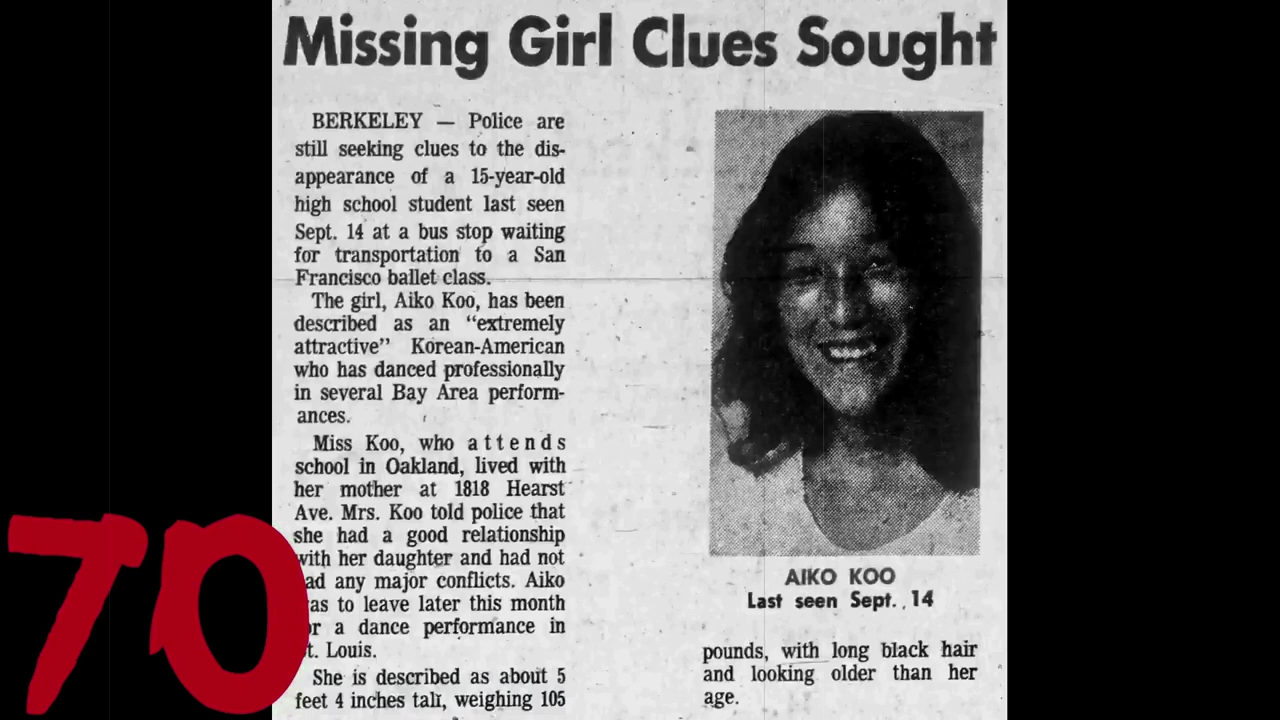 Missing Girl Clues Sought
BERKELEY — Police are
still seeking clues to the dis-
appearance of a 15-year-old
high school student last seen
Sept. 14 at a bus stop waiting
for transportation to a San
Francisco ballet class.
The girl, Aiko Koo, has been
described as an “extremely
attractive” Korean-American
who has danced professionally
in several Bay Area perform-
ances.
Miss Koo, who attends
school in Oakland, lived with
her mother at 1818 Hearst
Ave. Mrs. Koo told police that
she had a good relationship
with her daughter and had not
ad any major conflicts. Aiko
as to leave later this month
r a dance performance in
t. Louis.
She is described as about 5
feet 4 inches tall, weighing 105
AIKO KOO
Last seen Sept. 14
pounds, with long black hair
and looking older than her
age.
70